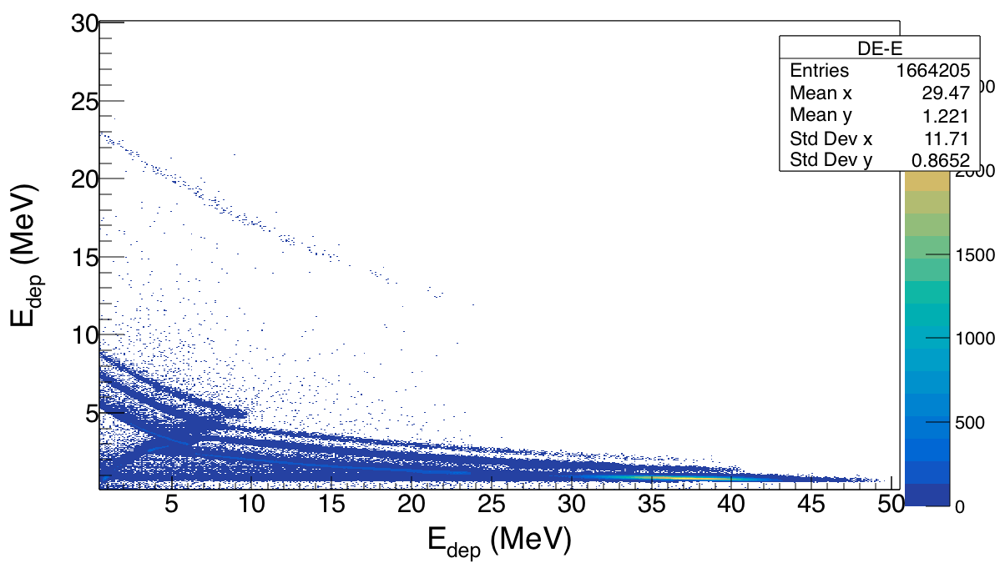 30
25
20
15
10
5
E_dep (MeV)
5 10 15 20 25 30 35 40 45 50
E_dep (MeV)
DE-E
Entries 1664205
Mean x 29.47
Mean y 1.221
Std Dev x 11.71
Std Dev y 0.8652
2000
1500
1000
500
0